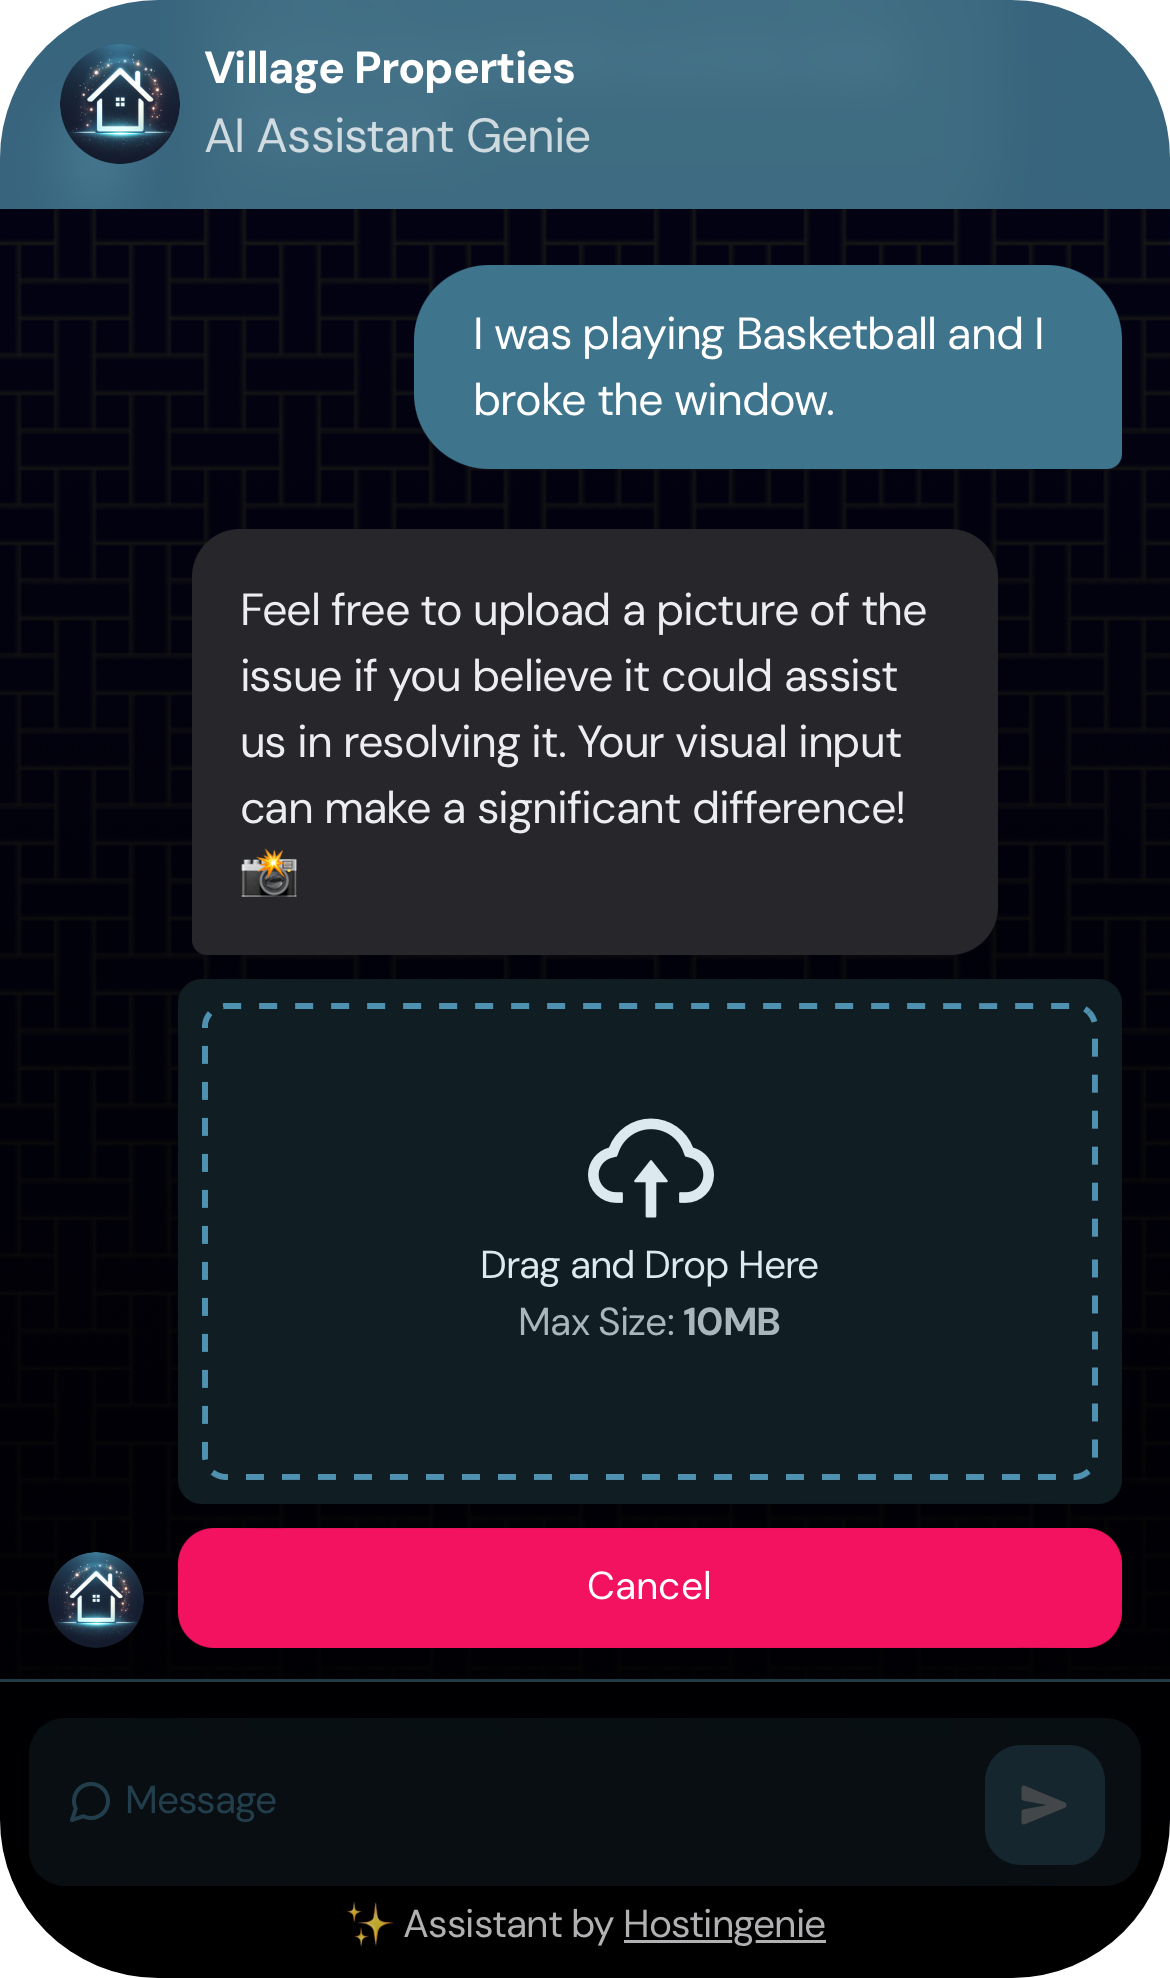 Village Properties
AI Assistant Genie
I was playing Basketball and I
broke the window.
Feel free to upload a picture of the
issue if you believe it could assist
us in resolving it. Your visual input
can make a significant difference!
📸
Drag and Drop Here
Max Size: 10MB
Cancel
Message
✨ Assistant by Hostingenie